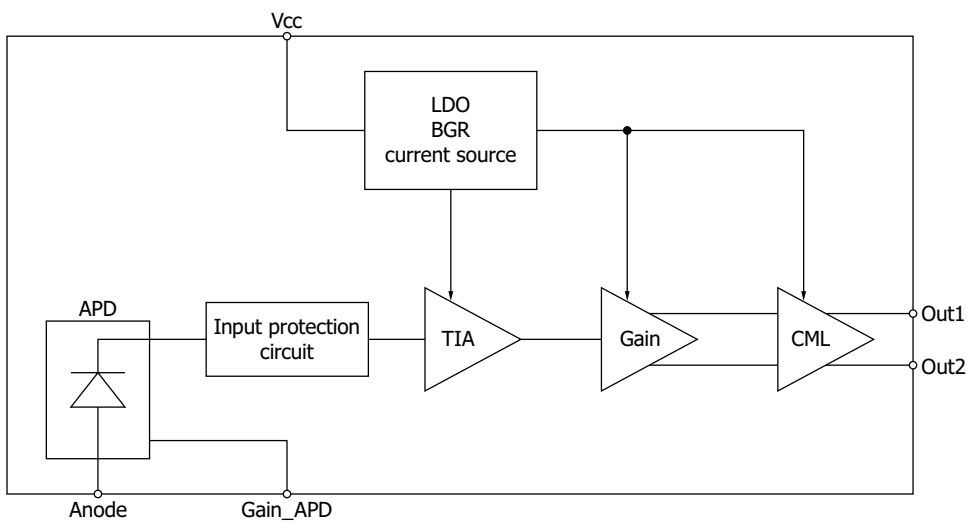 Vcc
LDO
BGR
current source
APD
Input protection
circuit
TIA
Gain
CML
Out1
Out2
Anode
Gain_APD